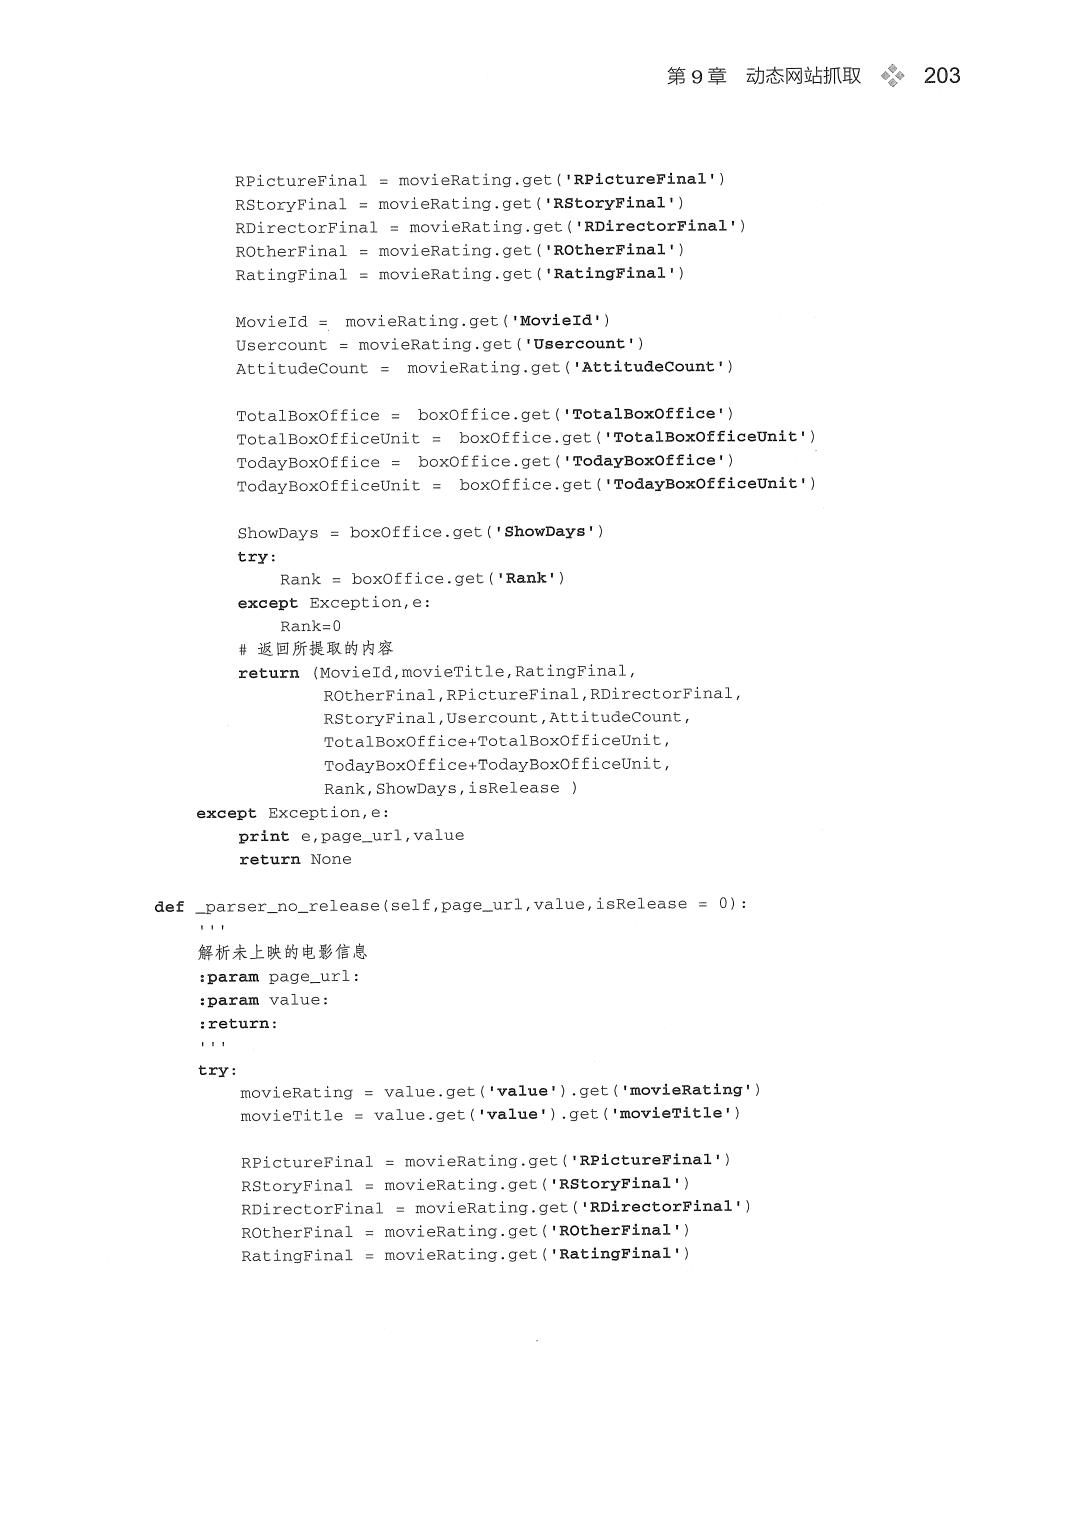 第9章 动态网站抓取 203
RPictureFinal = movieRating.get('RPictureFinal')
RStoryFinal = movieRating.get('RStoryFinal')
RDirectorFinal = movieRating.get('RDirectorFinal')
ROtherFinal = movieRating.get('ROtherFinal')
RatingFinal = movieRating.get('RatingFinal')
MovieId = movieRating.get('MovieId')
Usercount = movieRating.get('Usercount')
AttitudeCount = movieRating.get('AttitudeCount')
TotalBoxOffice = boxOffice.get('TotalBoxOffice')
TotalBoxOfficeUnit = boxOffice.get('TotalBoxOfficeUnit')
TodayBoxOffice = boxOffice.get('TodayBoxOffice')
TodayBoxOfficeUnit = boxOffice.get('TodayBoxOfficeUnit')
ShowDays = boxOffice.get('ShowDays')
try:
Rank = boxOffice.get('Rank')
except Exception,e:
Rank=0
# 返回所提取的内容
return (MovieId,movieTitle,RatingFinal,
ROtherFinal,RPictureFinal,RDirectorFinal,
RStoryFinal,Usercount,AttitudeCount,
TotalBoxOffice+TotalBoxOfficeUnit,
TodayBoxOffice+TodayBoxOfficeUnit,
Rank,ShowDays,isRelease )
except Exception,e:
print e,page_url,value
return None
def _parser_no_release(self,page_url,value,isRelease = 0):
'''
解析未上映的电影信息
:param page_url:
:param value:
:return:
'''
try:
movieRating = value.get('value').get('movieRating')
movieTitle = value.get('value').get('movieTitle')
RPictureFinal = movieRating.get('RPictureFinal')
RStoryFinal = movieRating.get('RStoryFinal')
RDirectorFinal = movieRating.get('RDirectorFinal')
ROtherFinal = movieRating.get('ROtherFinal')
RatingFinal = movieRating.get('RatingFinal')